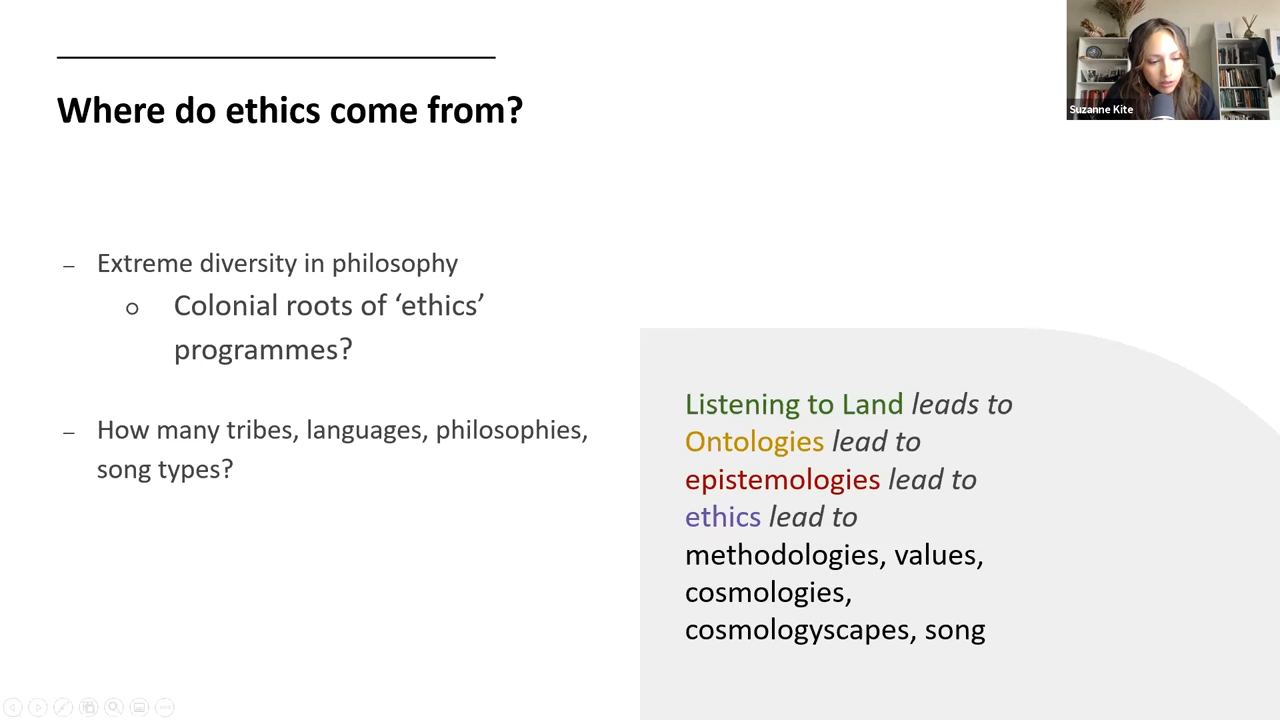 Where do ethics come from?
Suzanne Kite
– Extreme diversity in philosophy
o Colonial roots of ‘ethics’
programmes?
– How many tribes, languages, philosophies,
song types?
Listening to Land leads to
Ontologies lead to
epistemologies lead to
ethics lead to
methodologies, values,
cosmologies,
cosmologyscapes, song